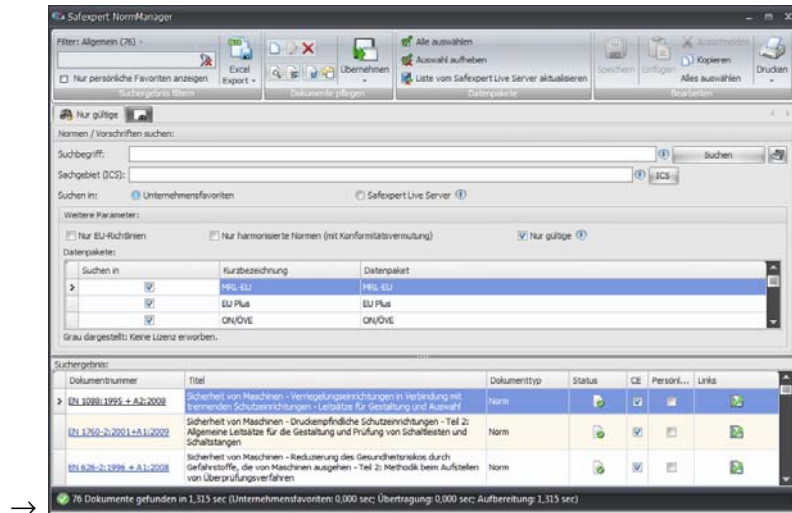 Safexpert NormManager
Filter: Allgemein (76)
Nur persönliche Favoriten anzeigen
Suchergebnis filtern
Excel Export
Übernehmen
Dokumente pflegen
Alle auswählen
Auswahl aufheben
Liste vom Safexpert Live Server aktualisieren
Datenpakete
Speichern
Einfügen
Ausschneiden
Kopieren
Alles auswählen
Drucken
Bearbeiten
Nur gültige
Normen / Vorschriften suchen:
Suchbegriff:
Suchen
Sachgebiet (ICS):
ICS
Suchen in: Unternehmensfavoriten Safexpert Live Server
Weitere Parameter:
Nur EU-Richtlinien Nur harmonisierte Normen (mit Konformitätsvermutung) Nur gültige
Datenpakete:
Suchen in Kurzbezeichnung Datenpaket
MRL-EU MRL-EU
EU Plus EU Plus
ON/ÖVE ON/ÖVE
Grau dargestellt: Keine Lizenz erworben.
Suchergebnis:
Dokumentnummer Titel Dokumenttyp Status CE Persönl... Links
EN 1088:1995 + A2:2008 Sicherheit von Maschinen - Verriegelungseinrichtungen in Verbindung mit Norm
trennenden Schutzeinrichtungen - Leitsätze für Gestaltung und Auswahl
EN 1760-2:2001+A1:2009 Sicherheit von Maschinen - Druckempfindliche Schutzeinrichtungen - Teil 2: Norm
Allgemeine Leitsätze für die Gestaltung und Prüfung von Schaltleisten und
Schaltstangen
EN 626-2:1996 + A1:2008 Sicherheit von Maschinen - Reduzierung des Gesundheitsrisikos durch Norm
Gefahrstoffe, die von Maschinen ausgehen - Teil 2: Methodik beim Aufstellen
von Überprüfungsverfahren
→
76 Dokumente gefunden in 1,315 sec (Unternehmensfavoriten: 0,000 sec; Übertragung: 0,000 sec; Aufbereitung: 1,315 sec)